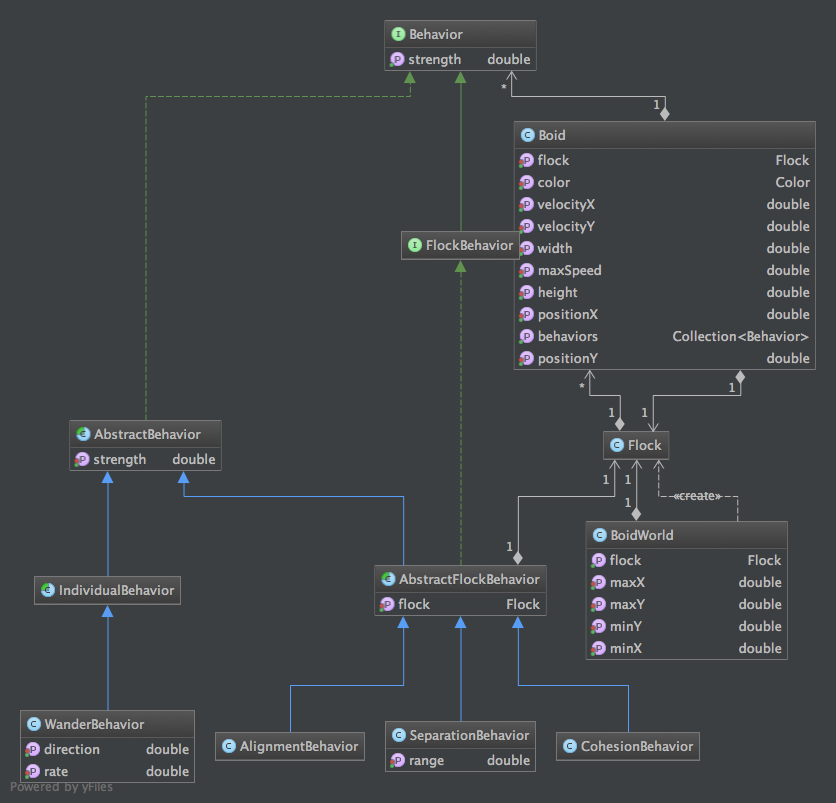 I Behavior
P strength double
*
1
C Boid
P flock Flock
P color Color
P velocityX double
P velocityY double
P width double
P maxSpeed double
P height double
P positionX double
P behaviors Collection<Behavior>
P positionY double
I FlockBehavior
* 1
1 1
C AbstractBehavior
P strength double
C Flock
1 1
«create»
1
1
C BoidWorld
P flock Flock
P maxX double
P maxY double
P minY double
P minX double
C IndividualBehavior
C AbstractFlockBehavior
P flock Flock
C WanderBehavior
P direction double
P rate double
C AlignmentBehavior
C SeparationBehavior
P range double
C CohesionBehavior
Powered by yFiles